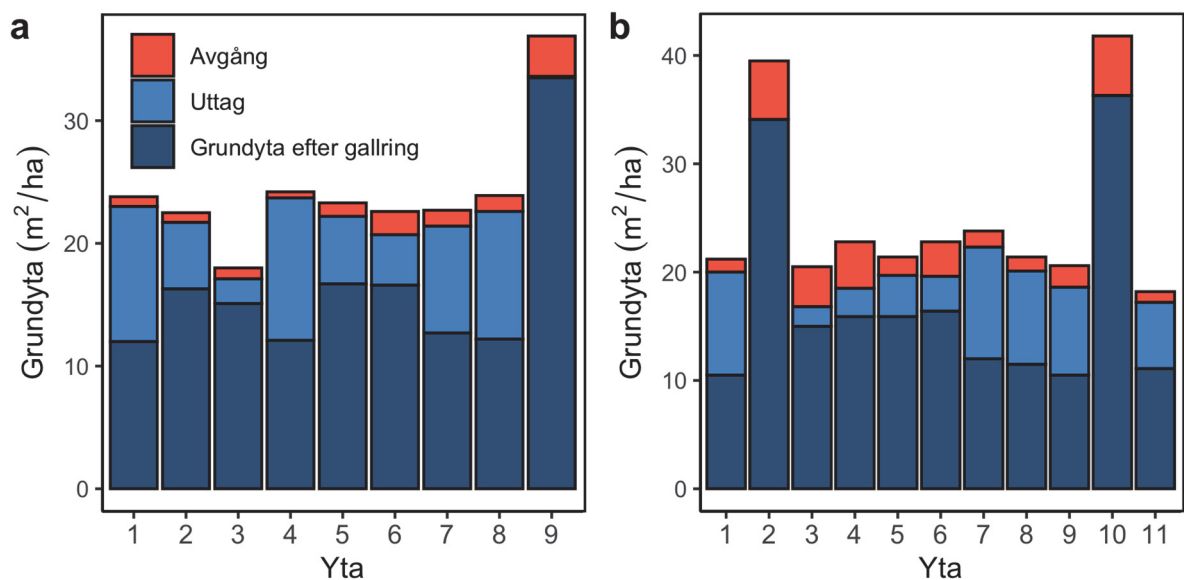 a
Avgång
Uttag
Grundyta efter gallring
Grundyta (m²/ha)
30
20
10
0
1 2 3 4 5 6 7 8 9
Yta
b
Grundyta (m²/ha)
40
30
20
10
0
1 2 3 4 5 6 7 8 9 10 11
Yta